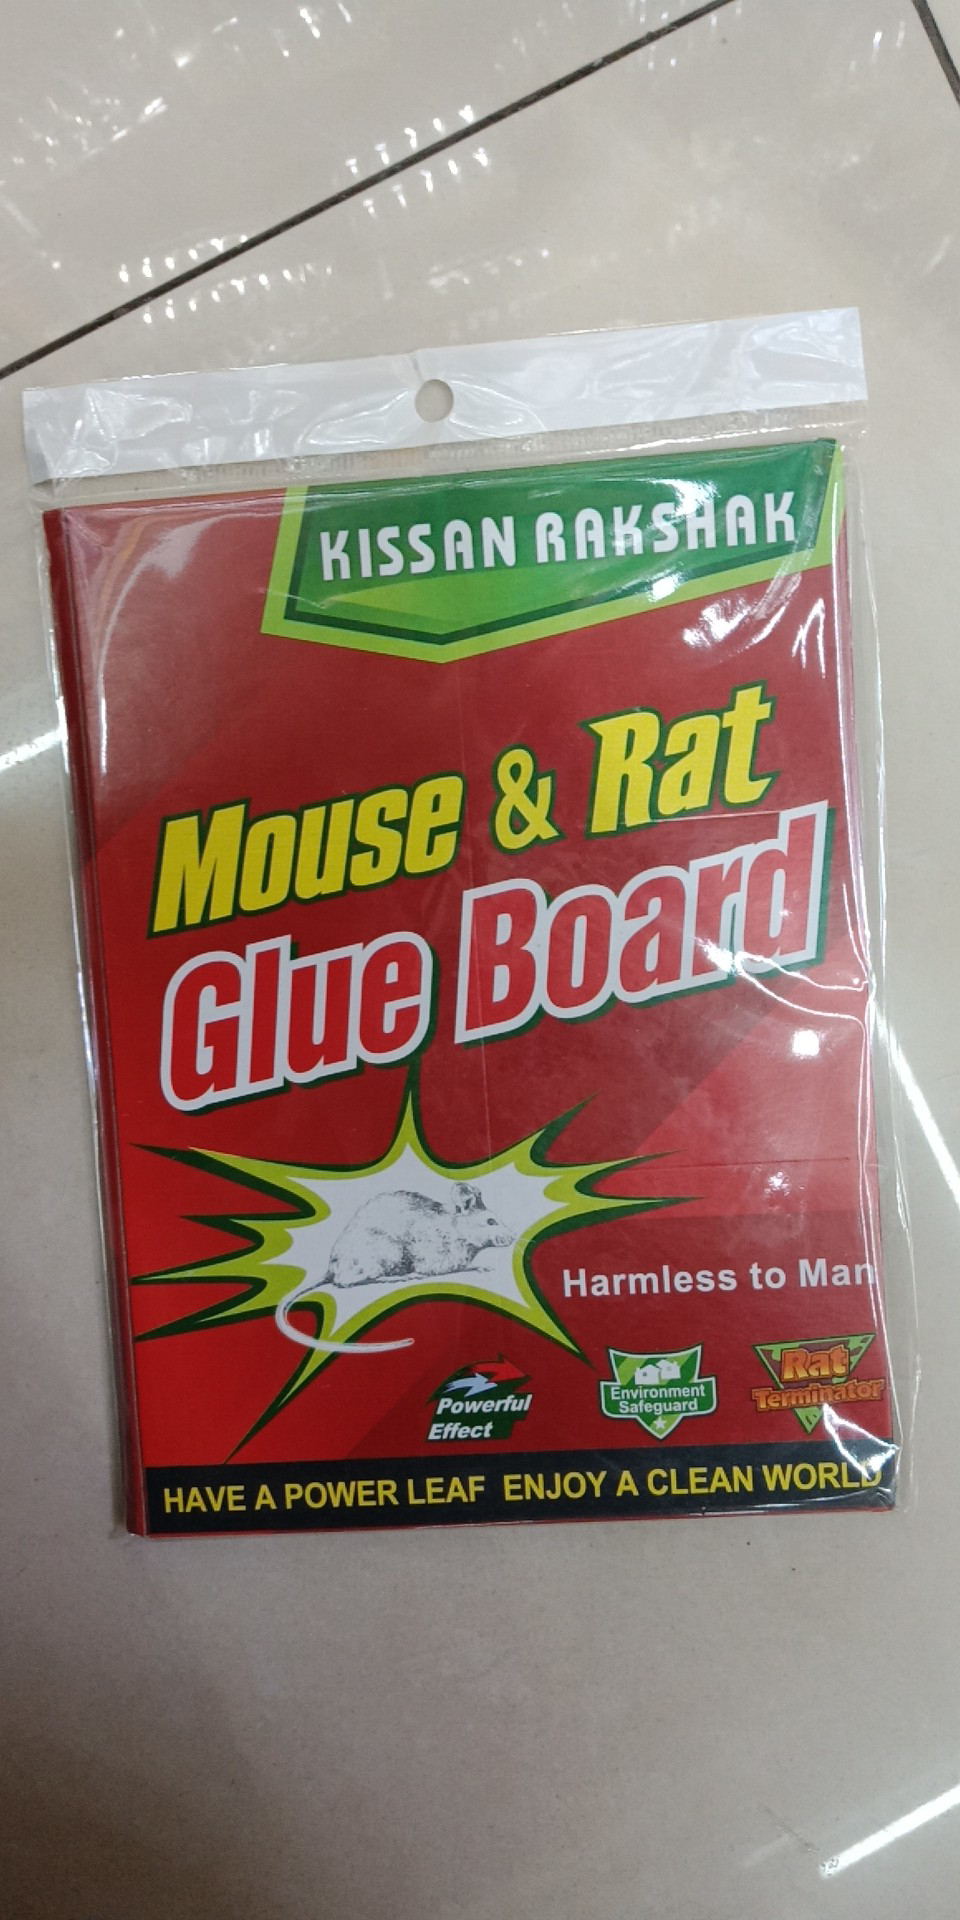 KISSAN RAKSHAK
Mouse & Rat
Glue Board
Harmless to Man
Powerful
Effect
Environment
Safeguard
Rat
Terminator
HAVE A POWER LEAF ENJOY A CLEAN WORLD